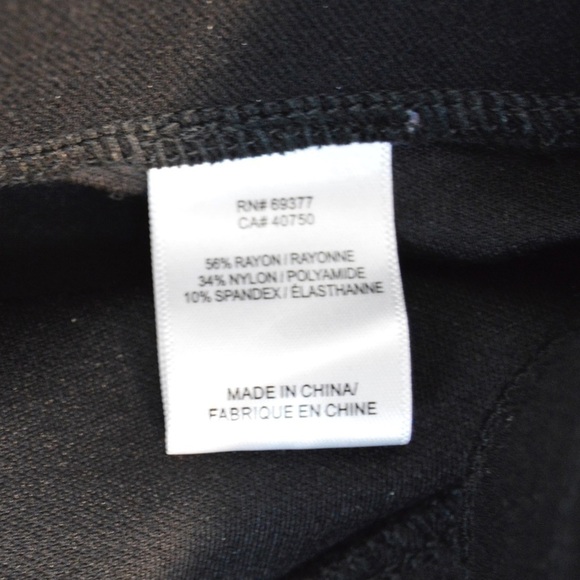 RN# 69377
CA# 40750
56% RAYON / RAYONNE
34% NYLON / POLYAMIDE
10% SPANDEX / ÉLASTHANNE
MADE IN CHINA/
FABRIQUE EN CHINE